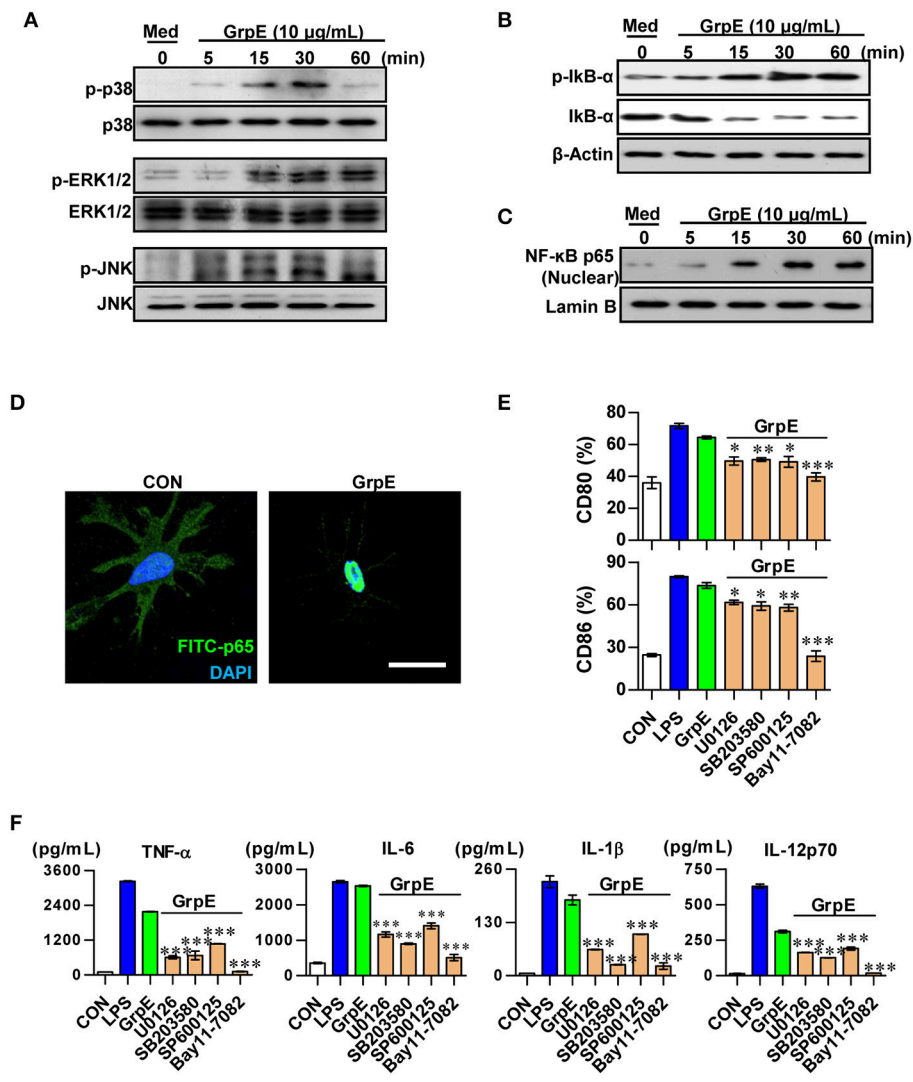 A
Med GrpE (10 µg/mL)
0 5 15 30 60 (min)
p-p38
p38
p-ERK1/2
ERK1/2
p-JNK
JNK
B
Med GrpE (10 µg/mL)
0 5 15 30 60 (min)
p-IkB-α
IkB-α
β-Actin
C
Med GrpE (10 µg/mL)
0 5 15 30 60 (min)
NF-κB p65
(Nuclear)
Lamin B
D
CON GrpE
FITC-p65
DAPI
E
CD80 (%)
80
60
40
20
0
GrpE
* ** * ***
CD86 (%)
90
60
30
0
GrpE
* * ** ***
CON LPS GrpE U0126 SB203580 SP600125 Bay11-7082
F
(pg/mL) TNF-α
3600
2400
1200
0
GrpE
*** *** ***
CON LPS GrpE U0126 SB203580 SP600125 Bay11-7082
(pg/mL) IL-6
3000
2000
1000
0
GrpE
*** *** *** ***
CON LPS GrpE U0126 SB203580 SP600125 Bay11-7082
(pg/mL) IL-1β
260
130
0
GrpE
*** *** *** ***
CON LPS GrpE U0126 SB203580 SP600125 Bay11-7082
(pg/mL) IL-12p70
750
500
250
0
GrpE
*** *** *** ***
CON LPS GrpE U0126 SB203580 SP600125 Bay11-7082